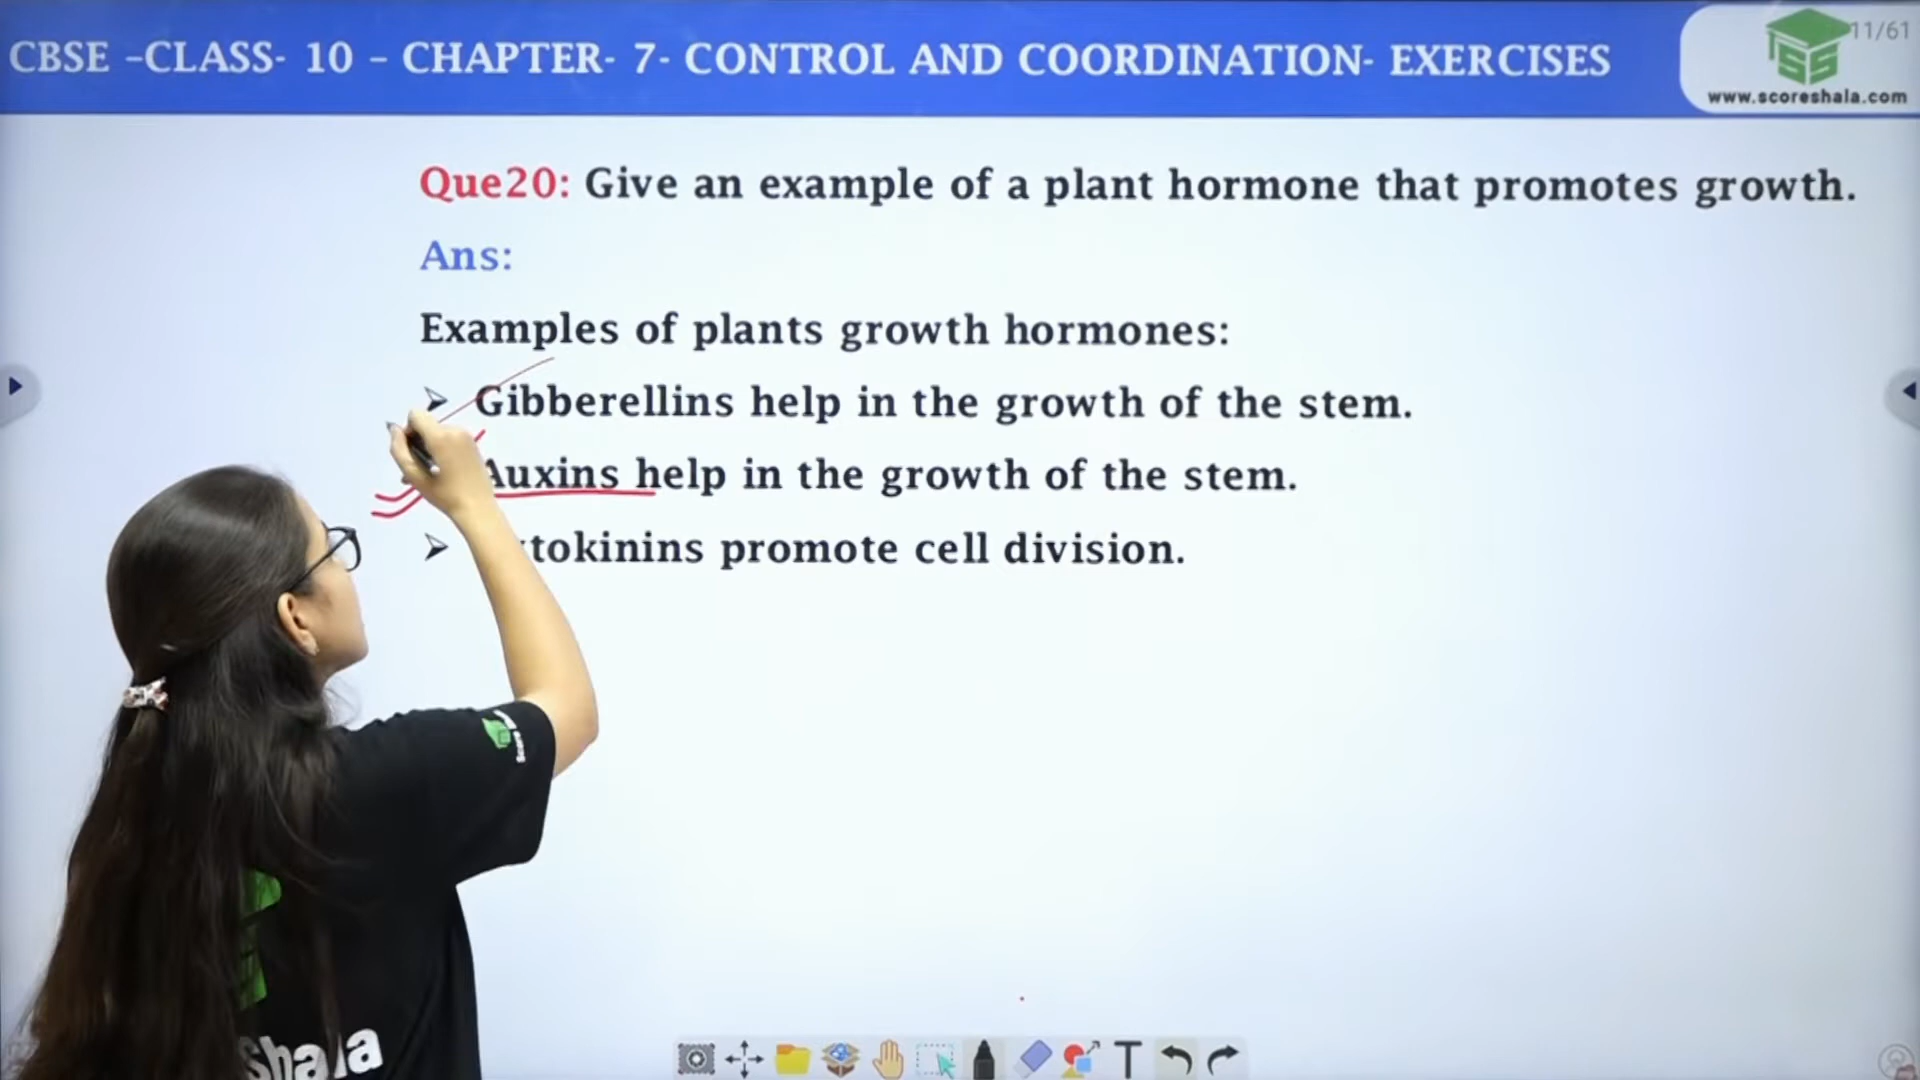 CBSE –CLASS- 10 – CHAPTER- 7- CONTROL AND COORDINATION- EXERCISES
11/61
www.scoreshala.com
Que20: Give an example of a plant hormone that promotes growth.
Ans:
Examples of plants growth hormones:
➢ Gibberellins help in the growth of the stem.
Auxins help in the growth of the stem.
➢ tokinins promote cell division.
Shala
T